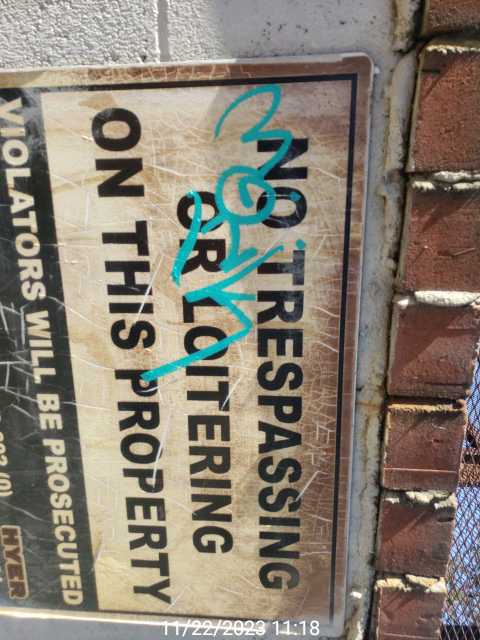 NO TRESPASSING
OR LOITERING
ON THIS PROPERTY
VIOLATORS WILL BE PROSECUTED
HYER
11/22/2023 11:18